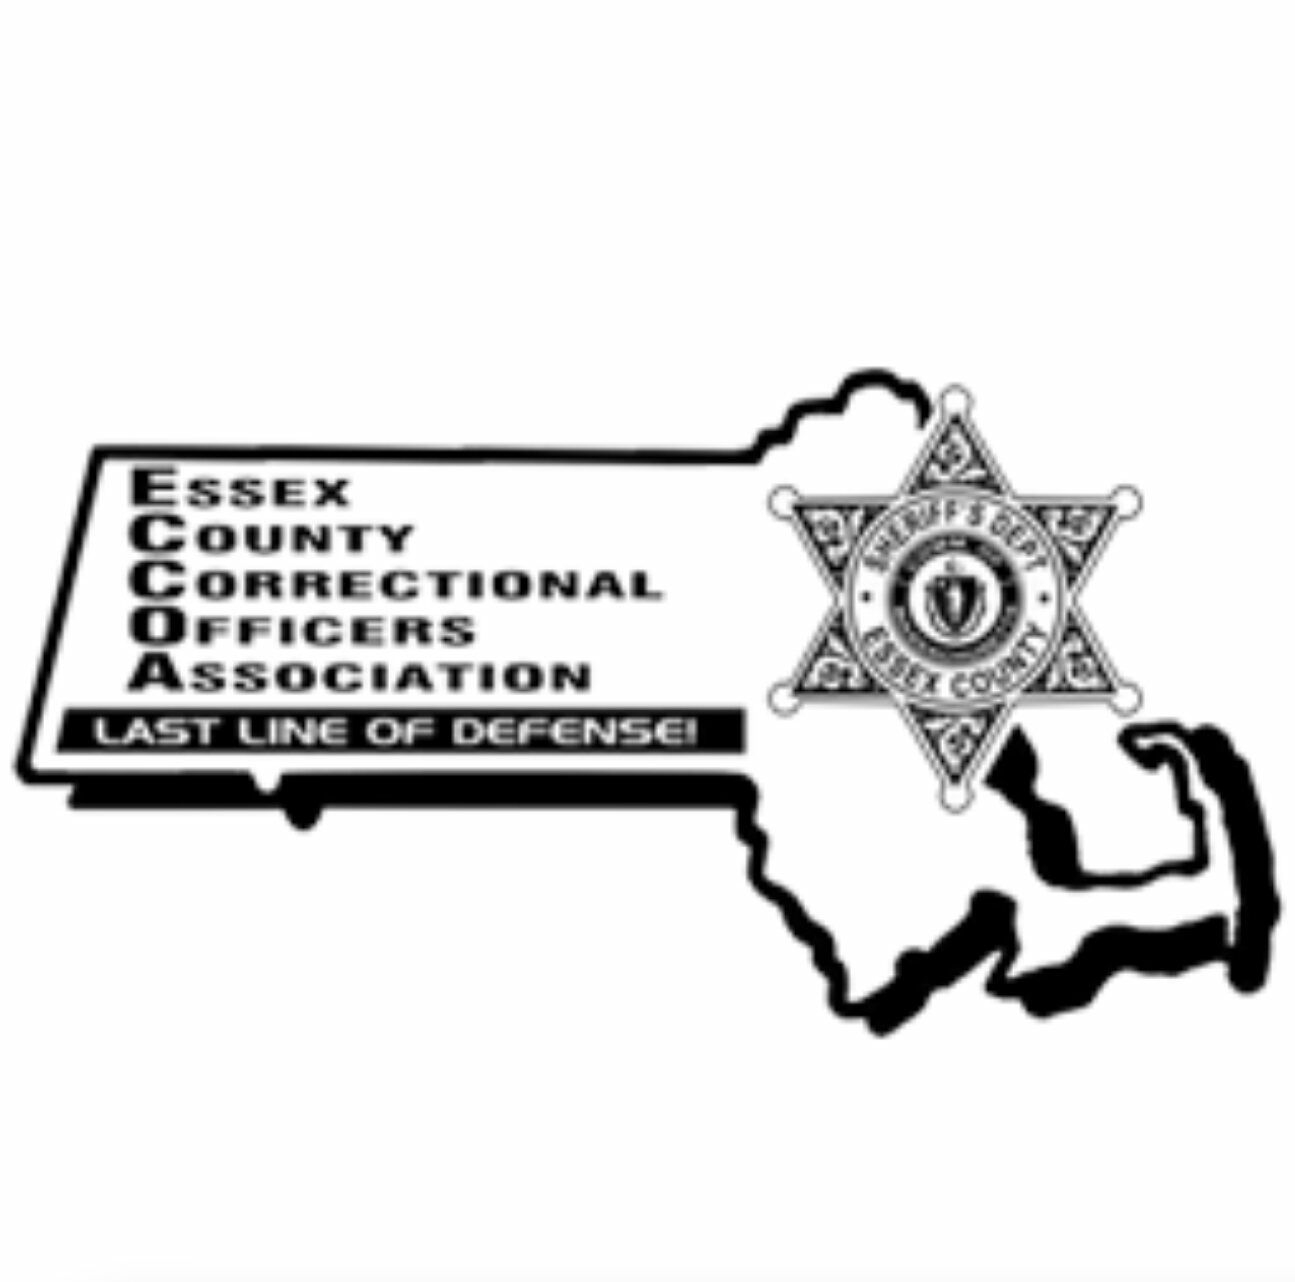 ESSEX
COUNTY
CORRECTIONAL
OFFICERS
ASSOCIATION
LAST LINE OF DEFENSE!
SHERIFF'S DEPT
ESSEX COUNTY